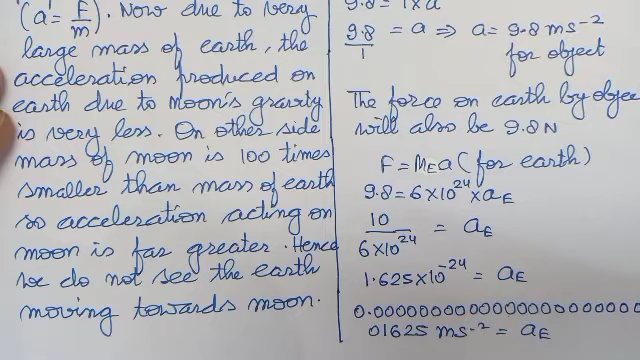 (a = F/m). Now due to very
large mass of earth, the
acceleration produced on
earth due to Moon's gravity
is very less. On other side
mass of moon is 100 times
smaller than mass of earth
so acceleration acting on
moon is far greater. Hence
we do not see the earth
moving towards moon.
9.8 = 1 x a
9.8/1 = a ⇒ a = 9.8 ms⁻²
for object
The force on earth by objec
will also be 9.8N
F = M_E a (for earth)
9.8 = 6 × 10²⁴ × a_E
10/6×10²⁴ = a_E
1.625 × 10⁻²⁴ = a_E
0.00000000000000000000000
01625 ms⁻² = a_E